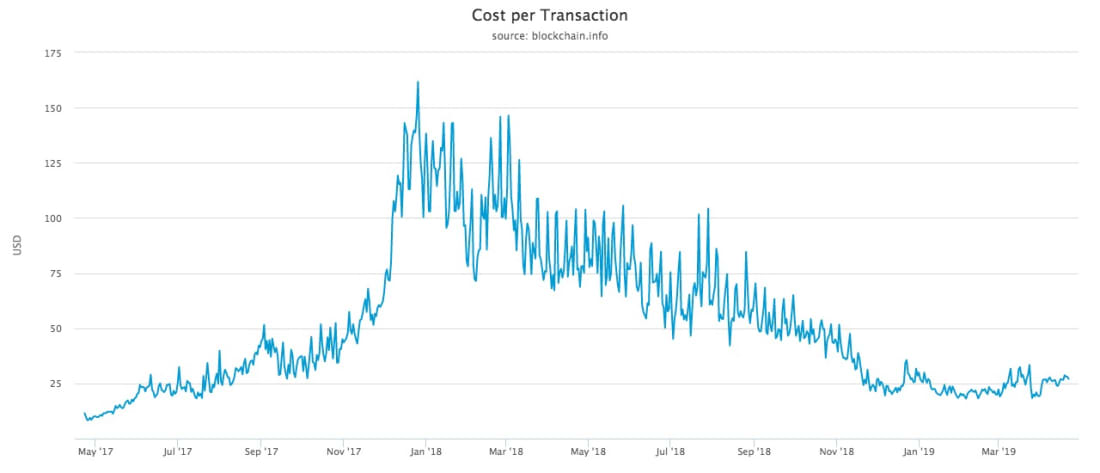 Cost per Transaction
source: blockchain.info
175
150
125
100
75
50
25
USD
May '17 Jul '17 Sep '17 Nov '17 Jan '18 Mar '18 May '18 Jul '18 Sep '18 Nov '18 Jan '19 Mar '19